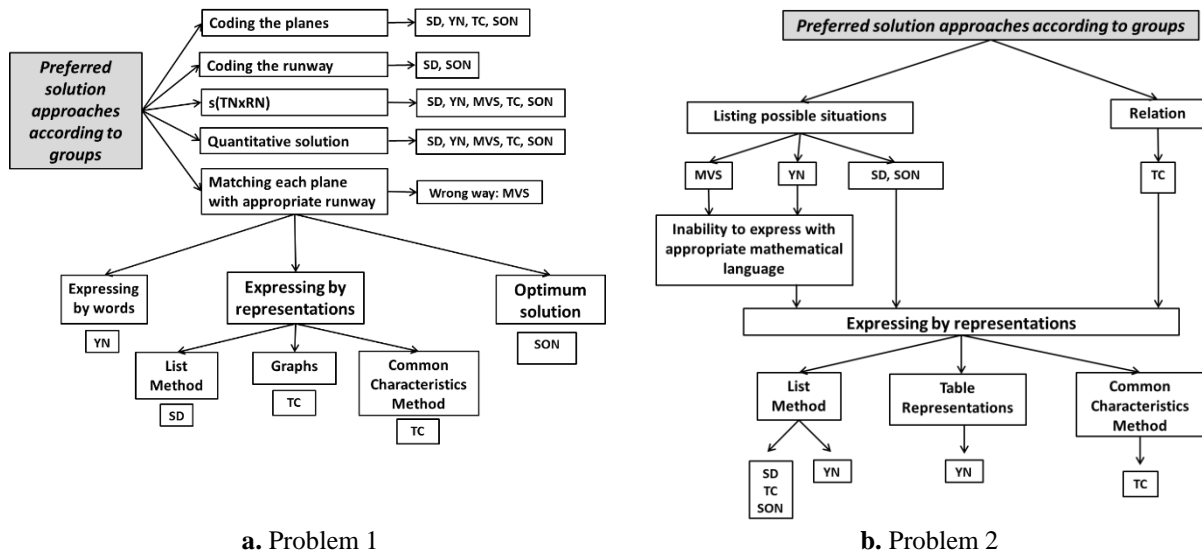 Preferred
solution
approaches
according to
groups
Coding the planes
SD, YN, TC, SON
Coding the runway
SD, SON
s(TNxRN)
SD, YN, MVS, TC, SON
Quantitative solution
SD, YN, MVS, TC, SON
Matching each plane
with appropriate runway
Wrong way: MVS
Expressing
by words
YN
Expressing by
representations
Optimum
solution
SON
List
Method
SD
Graphs
TC
Common
Characteristics
Method
TC
a. Problem 1
Preferred solution approaches according to groups
Listing possible situations
Relation
MVS
YN
SD, SON
TC
Inability to express with
appropriate mathematical
language
Expressing by representations
List
Method
Table
Representations
Common
Characteristics
Method
SD
TC
SON
YN
YN
TC
b. Problem 2